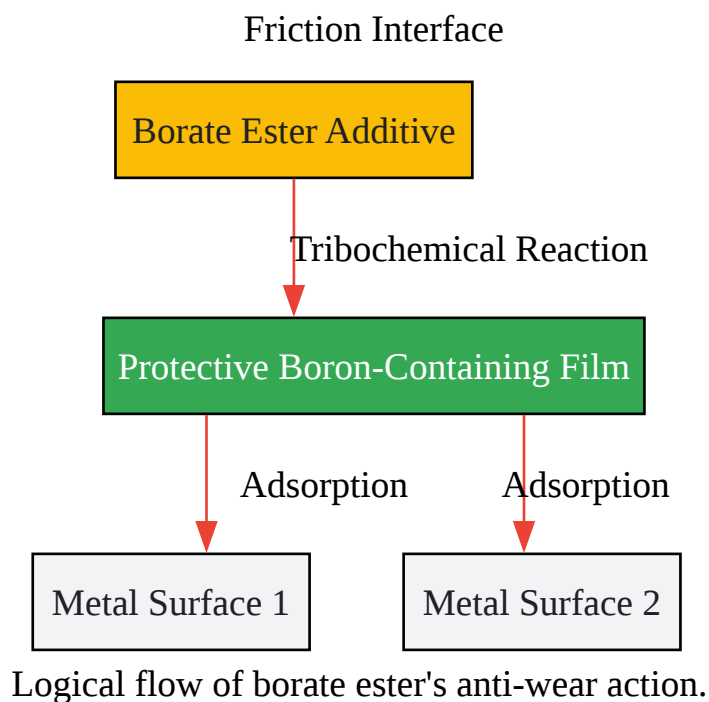 Friction Interface
Borate Ester Additive
Tribochemical Reaction
Protective Boron-Containing Film
Adsorption
Adsorption
Metal Surface 1
Metal Surface 2
Logical flow of borate ester's anti-wear action.